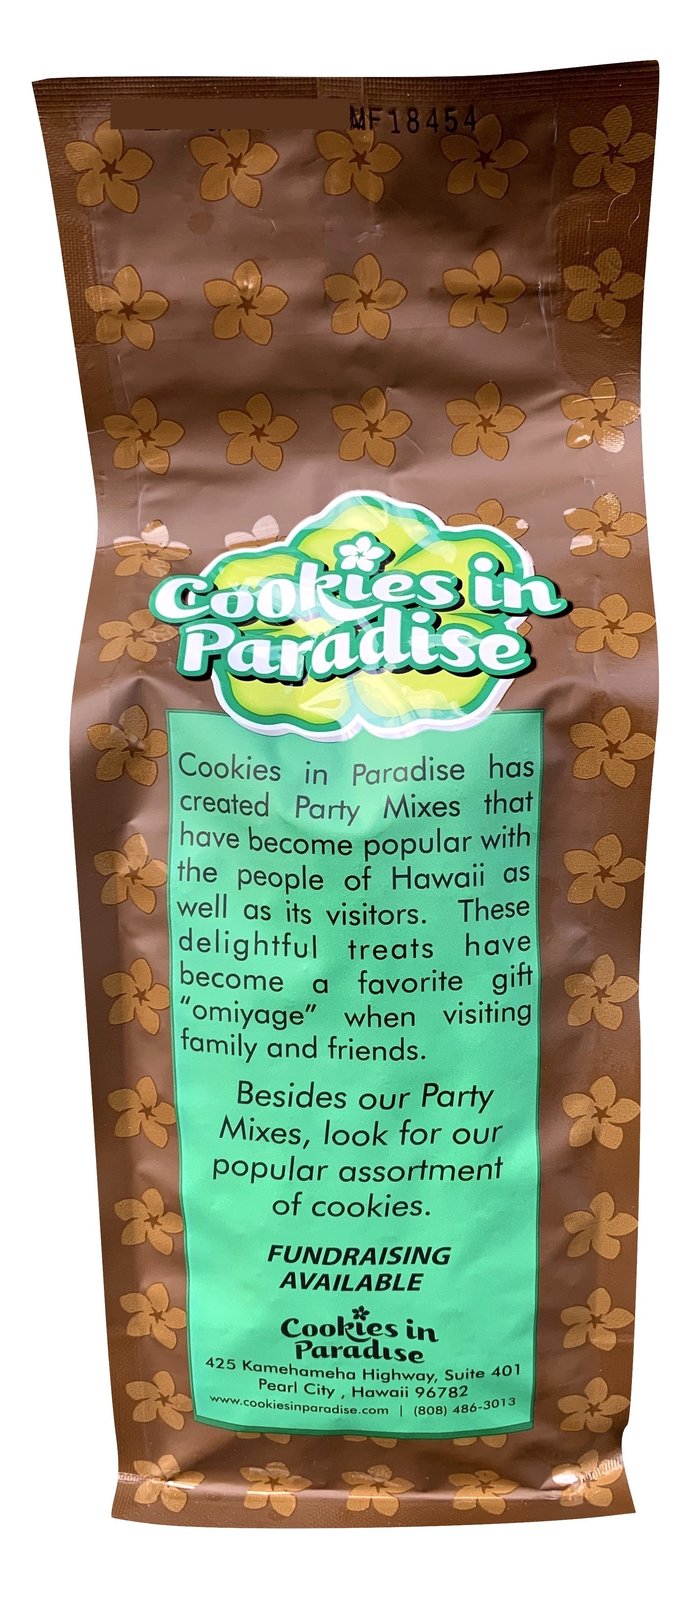 MF18454
Cookies in
Paradise
Cookies in Paradise has
created Party Mixes that
have become popular with
the people of Hawaii as
well as its visitors. These
delightful treats have
become a favorite gift
“omiyage” when visiting
family and friends.
Besides our Party
Mixes, look for our
popular assortment
of cookies.
FUNDRAISING
AVAILABLE
Cookies in
Paradise
425 Kamehameha Highway, Suite 401
Pearl City , Hawaii 96782
www.cookiesinparadise.com | (808) 486-3013